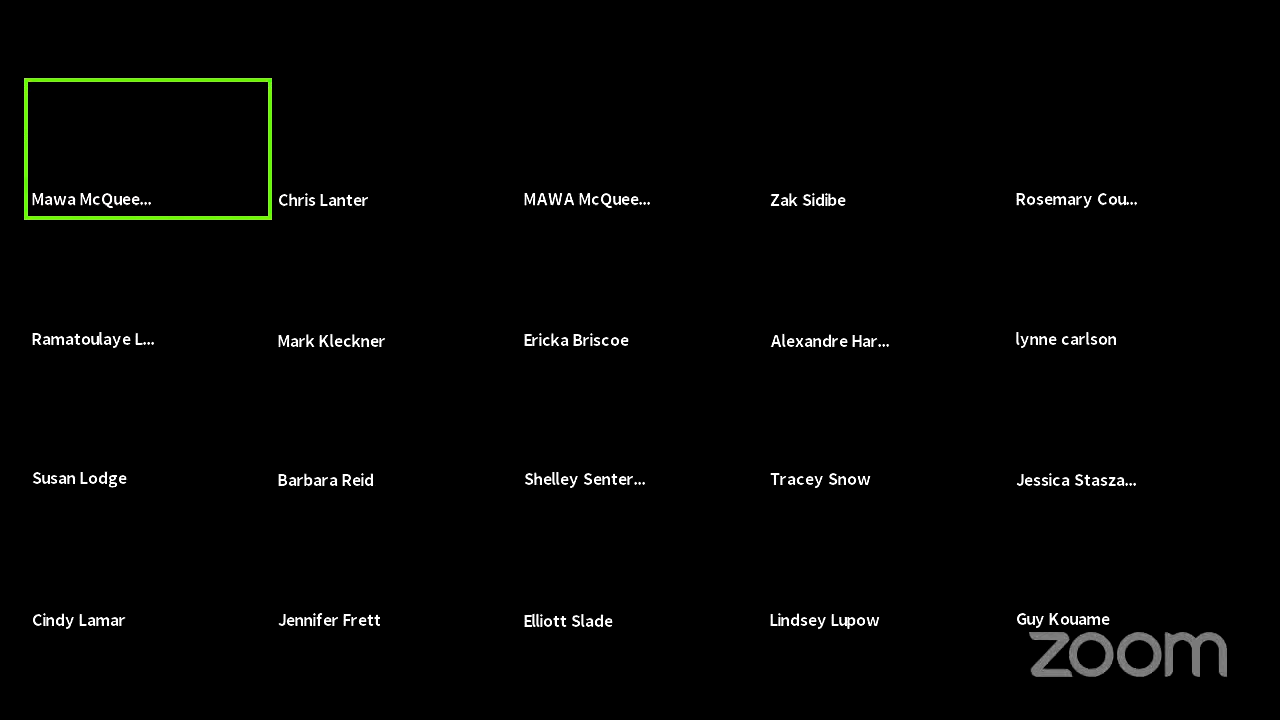 Mawa McQuee...
Chris Lanter
MAWA McQuee...
Zak Sidibe
Rosemary Cou...
Ramatoulaye L...
Mark Kleckner
Ericka Briscoe
Alexandre Har...
lynne carlson
Susan Lodge
Barbara Reid
Shelley Senter...
Tracey Snow
Jessica Stasza...
Cindy Lamar
Jennifer Frett
Elliott Slade
Lindsey Lupow
Guy Kouame
zoom